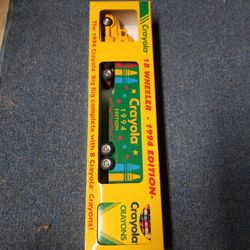 The 1994 Crayola Big Rig complete with 8 Crayola Crayons!
Crayola
18 WHEELER - 1994 EDITION-
Crayola
1994
EDITION
Crayola
CRAYONS